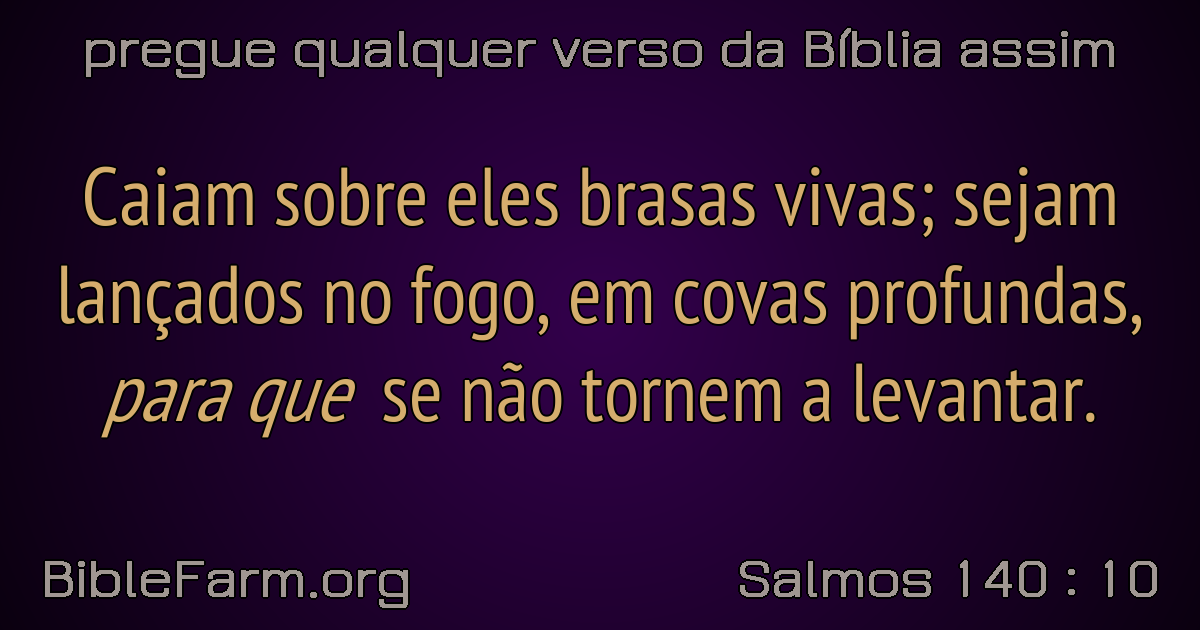 pregue qualquer verso da Bíblia assim
Caiam sobre eles brasas vivas; sejam
lançados no fogo, em covas profundas,
para que se não tornem a levantar.
BibleFarm.org
Salmos 140 : 10